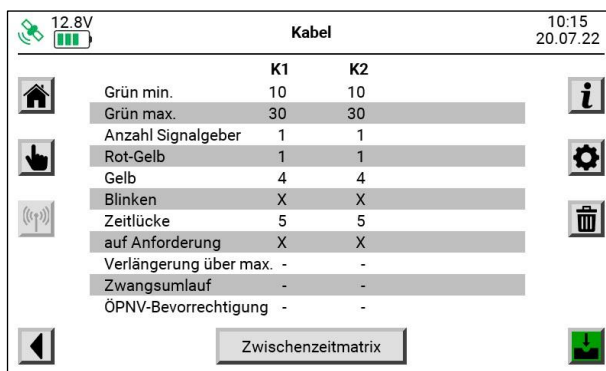 12.8V Kabel 10:15
20.07.22
K1 K2
Grün min. 10 10
Grün max. 30 30
Anzahl Signalgeber 1 1
Rot-Gelb 1 1
Gelb 4 4
Blinken X X
Zeitlücke 5 5
auf Anforderung X X
Verlängerung über max. - -
Zwangsumlauf - -
ÖPNV-Bevorrechtigung - -
Zwischenzeitmatrix